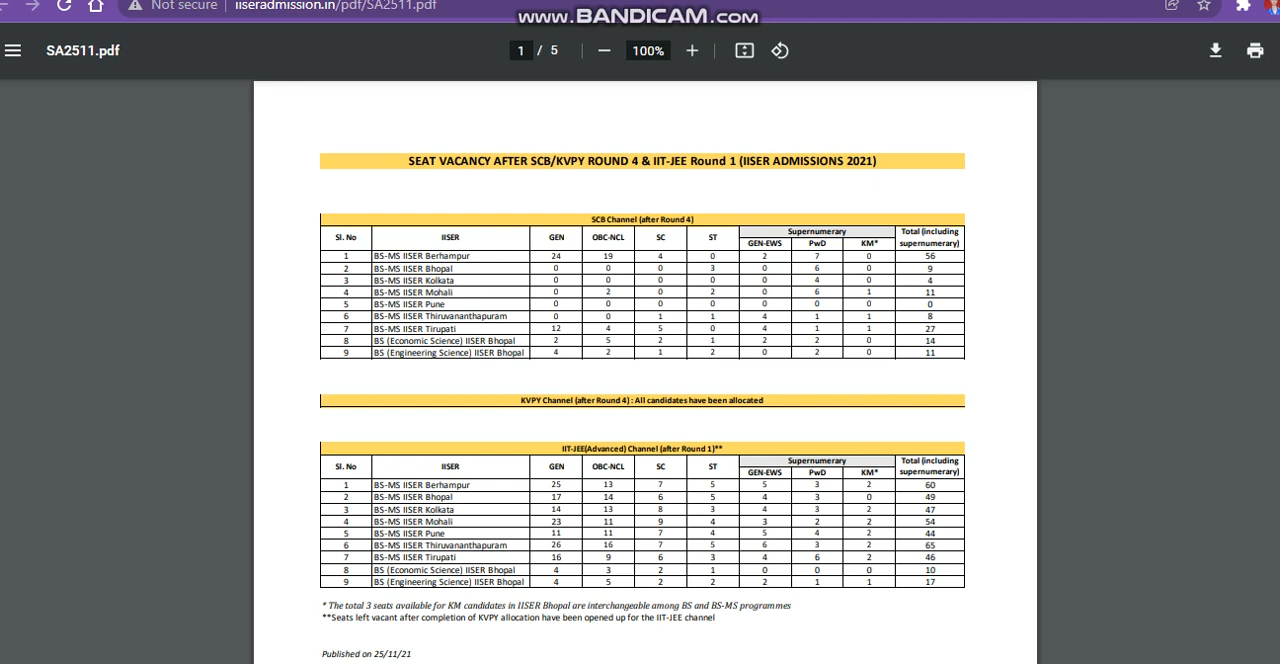 Not secure | iiseradmission.in/pdf/SA2511.pdf
www.BANDICAM.com
SA2511.pdf 1 / 5 — 100% +
SEAT VACANCY AFTER SCB/KVPY ROUND 4 & IIT-JEE Round 1 (IISER ADMISSIONS 2021)
SCB Channel (after Round 4)
Sl. No IISER GEN OBC-NCL SC ST Supernumerary Total (including supernumerary)
GEN-EWS PwD KM*
1 BS-MS IISER Berhampur 24 19 4 0 2 7 0 56
2 BS-MS IISER Bhopal 0 0 0 3 0 6 0 9
3 BS-MS IISER Kolkata 0 0 0 0 0 4 0 4
4 BS-MS IISER Mohali 0 2 0 2 0 6 1 11
5 BS-MS IISER Pune 0 0 0 0 0 0 0 0
6 BS-MS IISER Thiruvananthapuram 0 0 1 1 4 1 1 8
7 BS-MS IISER Tirupati 12 4 5 0 4 1 1 27
8 BS (Economic Science) IISER Bhopal 2 5 2 1 2 2 0 14
9 BS (Engineering Science) IISER Bhopal 4 2 1 2 0 2 0 11
KVPY Channel (after Round 4) : All candidates have been allocated
IIT-JEE(Advanced) Channel (after Round 1)**
Sl. No IISER GEN OBC-NCL SC ST Supernumerary Total (including supernumerary)
GEN-EWS PwD KM*
1 BS-MS IISER Berhampur 25 13 7 5 5 3 2 60
2 BS-MS IISER Bhopal 17 14 6 5 4 3 0 49
3 BS-MS IISER Kolkata 14 13 8 3 4 3 2 47
4 BS-MS IISER Mohali 23 11 9 4 3 2 2 54
5 BS-MS IISER Pune 11 11 7 4 5 4 2 44
6 BS-MS IISER Thiruvananthapuram 26 16 7 5 6 3 2 65
7 BS-MS IISER Tirupati 16 9 6 3 4 6 2 46
8 BS (Economic Science) IISER Bhopal 4 3 2 1 0 0 0 10
9 BS (Engineering Science) IISER Bhopal 4 5 2 2 2 1 1 17
* The total 3 seats available for KM candidates in IISER Bhopal are interchangeable among BS and BS-MS programmes
**Seats left vacant after completion of KVPY allocation have been opened up for the IIT-JEE channel
Published on 25/11/21